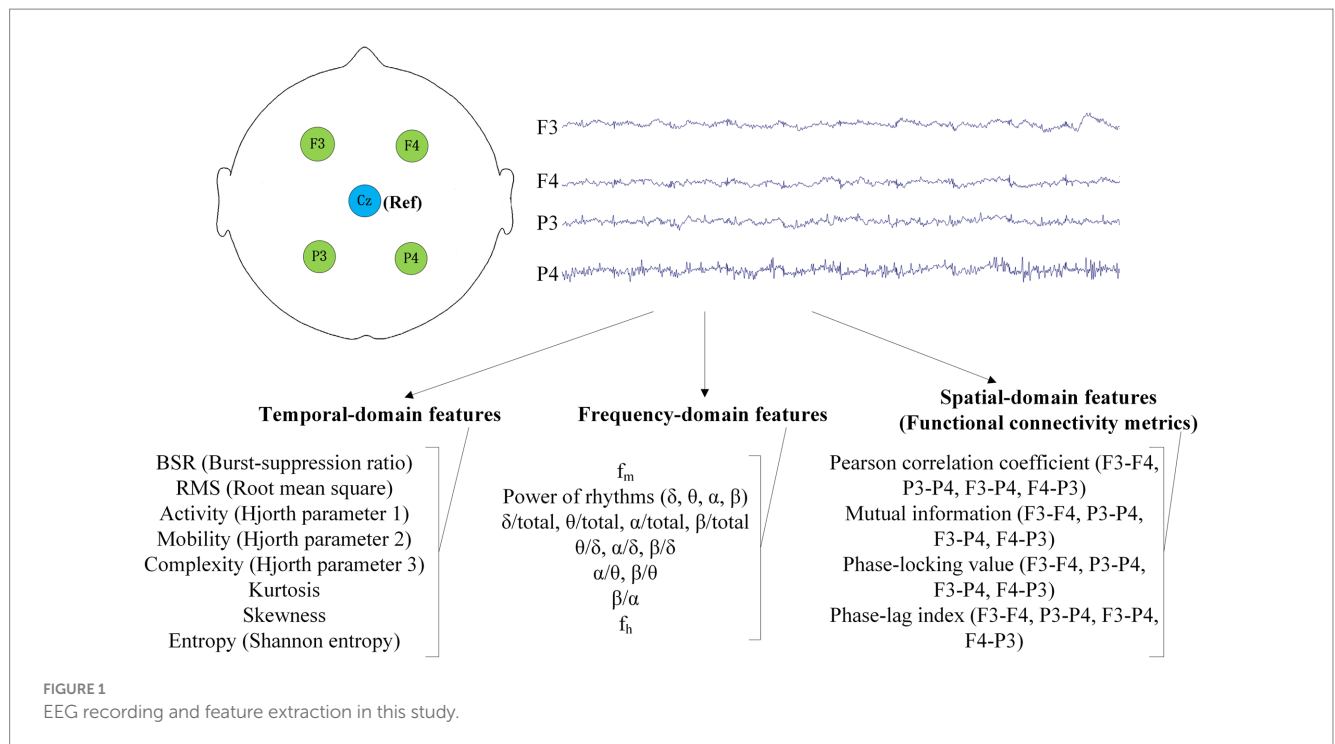 F3
F4
Cz (Ref)
P3
P4
F3
F4
P3
P4
Temporal-domain features
BSR (Burst-suppression ratio)
RMS (Root mean square)
Activity (Hjorth parameter 1)
Mobility (Hjorth parameter 2)
Complexity (Hjorth parameter 3)
Kurtosis
Skewness
Entropy (Shannon entropy)
Frequency-domain features
fm
Power of rhythms (δ, θ, α, β)
δ/total, θ/total, α/total, β/total
θ/δ, α/δ, β/δ
α/θ, β/θ
β/α
fh
Spatial-domain features
(Functional connectivity metrics)
Pearson correlation coefficient (F3-F4,
P3-P4, F3-P4, F4-P3)
Mutual information (F3-F4, P3-P4,
F3-P4, F4-P3)
Phase-locking value (F3-F4, P3-P4,
F3-P4, F4-P3)
Phase-lag index (F3-F4, P3-P4, F3-P4,
F4-P3)
FIGURE 1
EEG recording and feature extraction in this study.